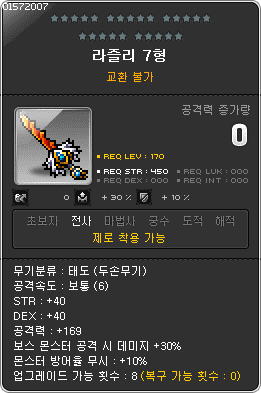 01572007
라즐리 7형
교환 불가
공격력 증가량
0
REQ LEV : 170
REQ STR : 450
REQ LUK : 000
REQ DEX : 000
REQ INT : 000
0
+ 30 %
+ 10 %
초보자 전사 마법사 궁수 도적 해적
제로 착용 가능
무기분류 : 태도 (두손무기)
공격속도 : 보통 (6)
STR : +40
DEX : +40
공격력 : +169
보스 몬스터 공격 시 데미지 +30%
몬스터 방어율 무시 : +10%
업그레이드 가능 횟수 : 8 (복구 가능 횟수 : 0)